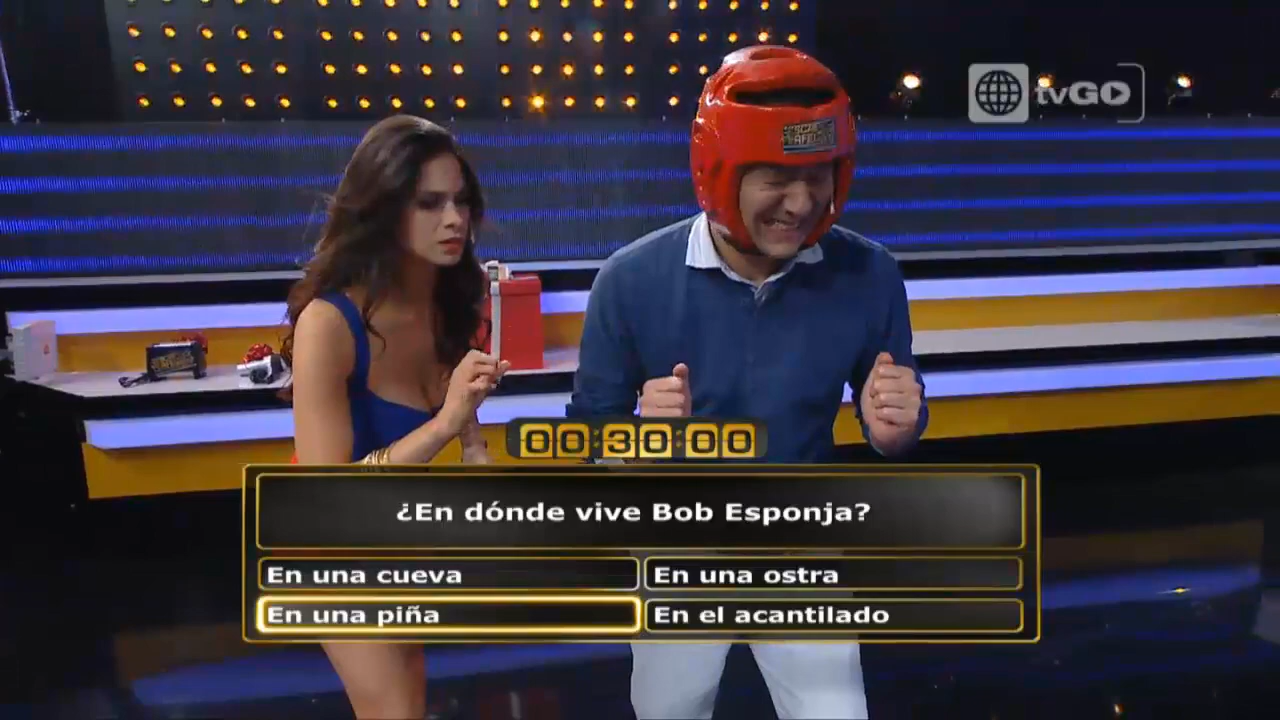 tvGO
00:30:00
¿En dónde vive Bob Esponja?
En una cueva
En una ostra
En una piña
En el acantilado